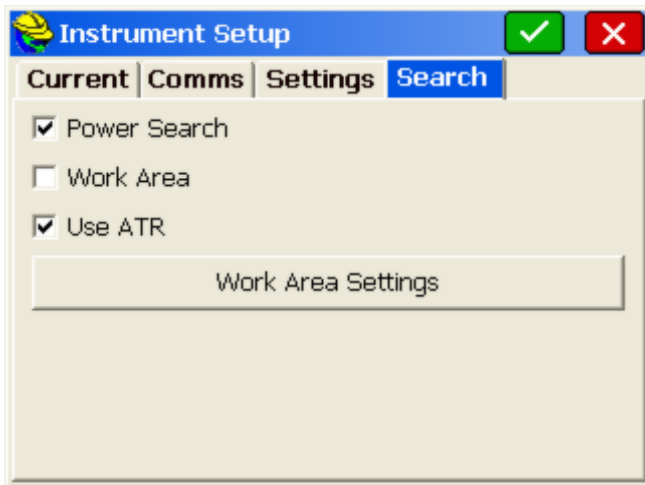 Instrument Setup
Current Comms Settings Search
Power Search
Work Area
Use ATR
Work Area Settings